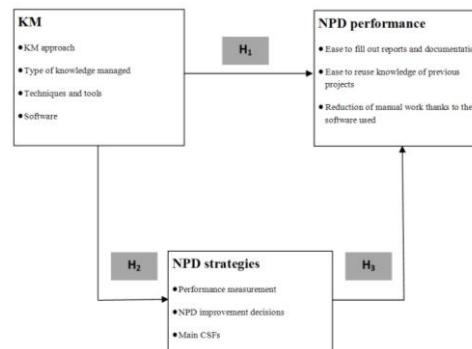 KM
●KM approach
●Type of knowledge managed
●Techniques and tools
●Software
H₁
NPD performance
●Ease to fill out reports and documentatio
●Ease to reuse knowledge of previous
projects
●Reduction of manual work thanks to the
software used
H₂
NPD strategies
●Performance measurement
●NPD improvement decisions
●Main CSFs
H₃